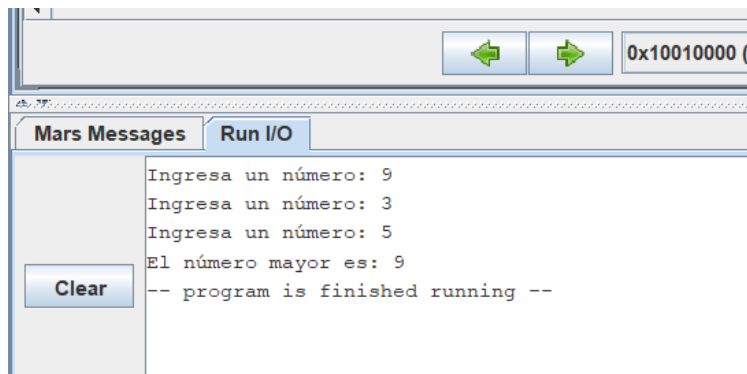 0x10010000 (
Mars Messages Run I/O
Ingresa un número: 9
Ingresa un número: 3
Ingresa un número: 5
El número mayor es: 9
Clear
-- program is finished running --